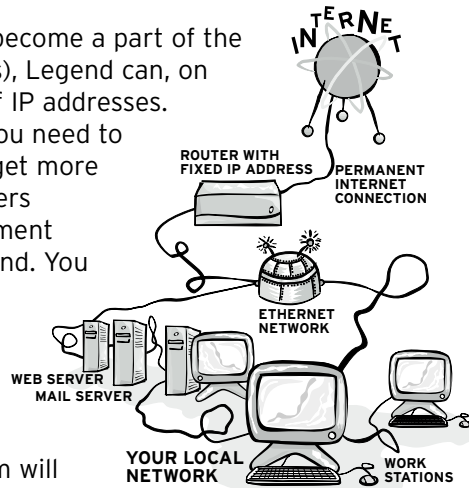 become a part of the
s), Legend can, on
f IP addresses.
ou need to
get more
ers
ment
nd. You
m will
INTERNET
ROUTER WITH
FIXED IP ADDRESS
PERMANENT
INTERNET
CONNECTION
ETHERNET
NETWORK
WEB SERVER
MAIL SERVER
YOUR LOCAL
NETWORK
WORK
STATIONS